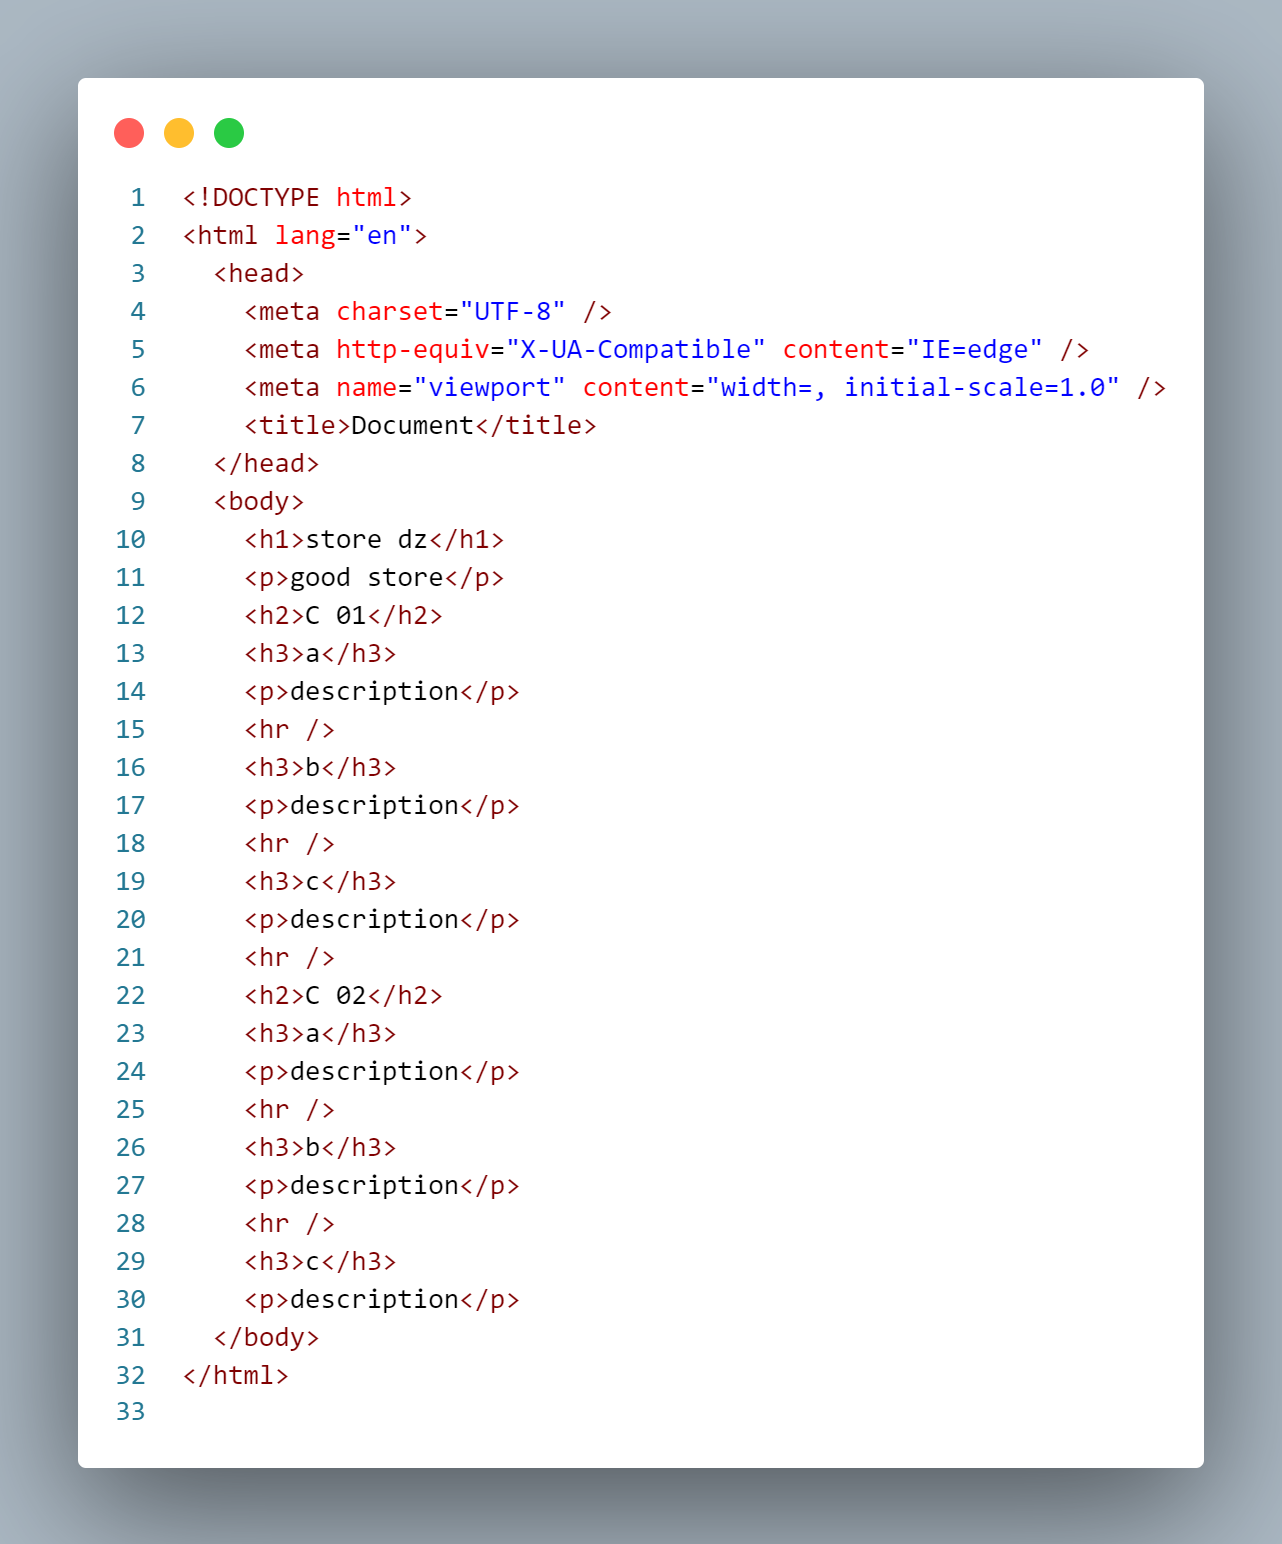 1 <!DOCTYPE html>
2 <html lang="en">
3   <head>
4     <meta charset="UTF-8" />
5     <meta http-equiv="X-UA-Compatible" content="IE=edge" />
6     <meta name="viewport" content="width=, initial-scale=1.0" />
7     <title>Document</title>
8   </head>
9   <body>
10     <h1>store dz</h1>
11     <p>good store</p>
12     <h2>C 01</h2>
13     <h3>a</h3>
14     <p>description</p>
15     <hr />
16     <h3>b</h3>
17     <p>description</p>
18     <hr />
19     <h3>c</h3>
20     <p>description</p>
21     <hr />
22     <h2>C 02</h2>
23     <h3>a</h3>
24     <p>description</p>
25     <hr />
26     <h3>b</h3>
27     <p>description</p>
28     <hr />
29     <h3>c</h3>
30     <p>description</p>
31   </body>
32 </html>
33